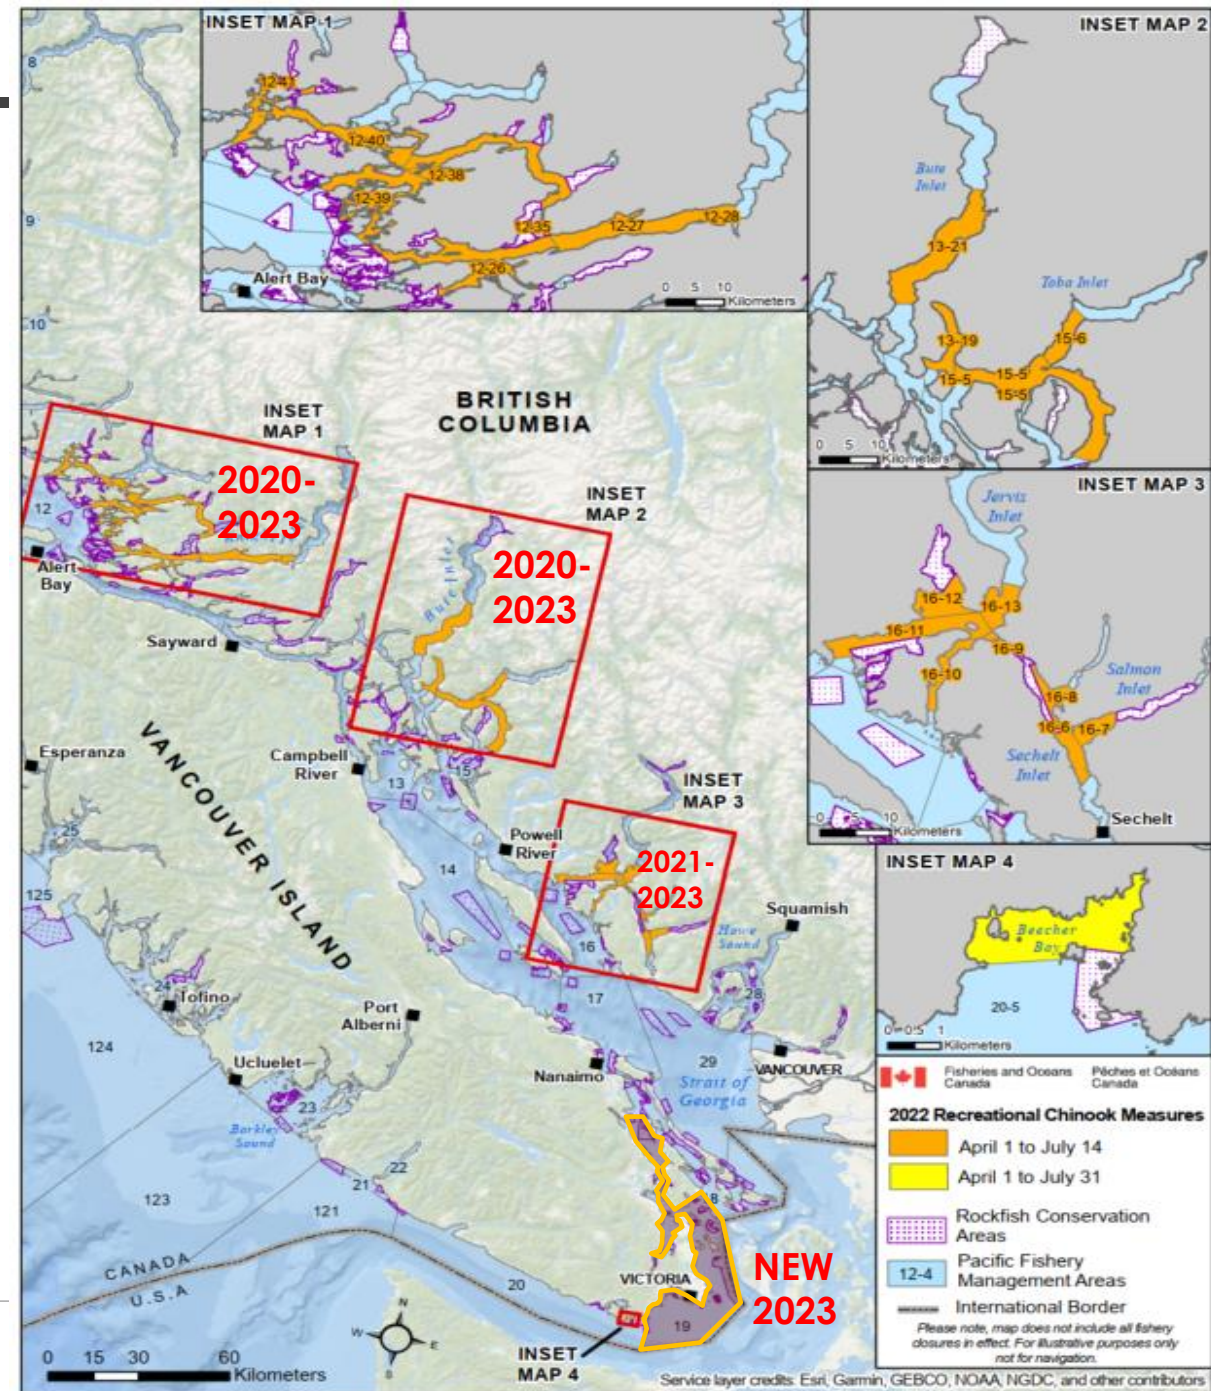 INSET MAP 1
12-41
12-40
12-38
12-39
12-35
12-27
12-28
12-26
Alert Bay
0 5 10
Kilometers
INSET MAP 2
Bute
Inlet
13-21
Toba Inlet
13-19
15-6
15-5
15-5
15-5
0 5 10
Kilometers
INSET MAP 3
Jervis
Inlet
16-12
16-13
16-11
16-9
16-10
Salmon
Inlet
16-8
16-6
16-7
Sechelt
Inlet
Sechelt
0 5 10
Kilometers
INSET MAP 4
Beecher
Bay
20-5
0 0.5 1
Kilometers
8
9
10
BRITISH
COLUMBIA
INSET
MAP 1
2020-
2023
12
Alert
Bay
INSET
MAP 2
Bute Inlet
2020-
2023
Sayward
Esperanza
VANCOUVER ISLAND
Campbell
River
13
15
INSET
MAP 3
Powell
River
2021-
2023
25
14
125
Squamish
Howe
Sound
16
24
Tofino
17
28
Port
Alberni
124
Ucluelet
29
VANCOUVER
Nanaimo
Strait of
Georgia
23
Barkley
Sound
22
21
123
121
8
CANADA
U.S.A
20
VICTORIA
NEW
2023
19
N
W
E
S
INSET
MAP 4
0 15 30 60
Kilometers
Fisheries and Oceans
Canada
Pêches et Océans
Canada
2022 Recreational Chinook Measures
April 1 to July 14
April 1 to July 31
Rockfish Conservation
Areas
12-4
Pacific Fishery
Management Areas
International Border
Please note, map does not include all fishery
closures in effect. For illustrative purposes only
not for navigation.
Service layer credits: Esri, Garmin, GEBCO, NOAA, NGDC, and other contributors